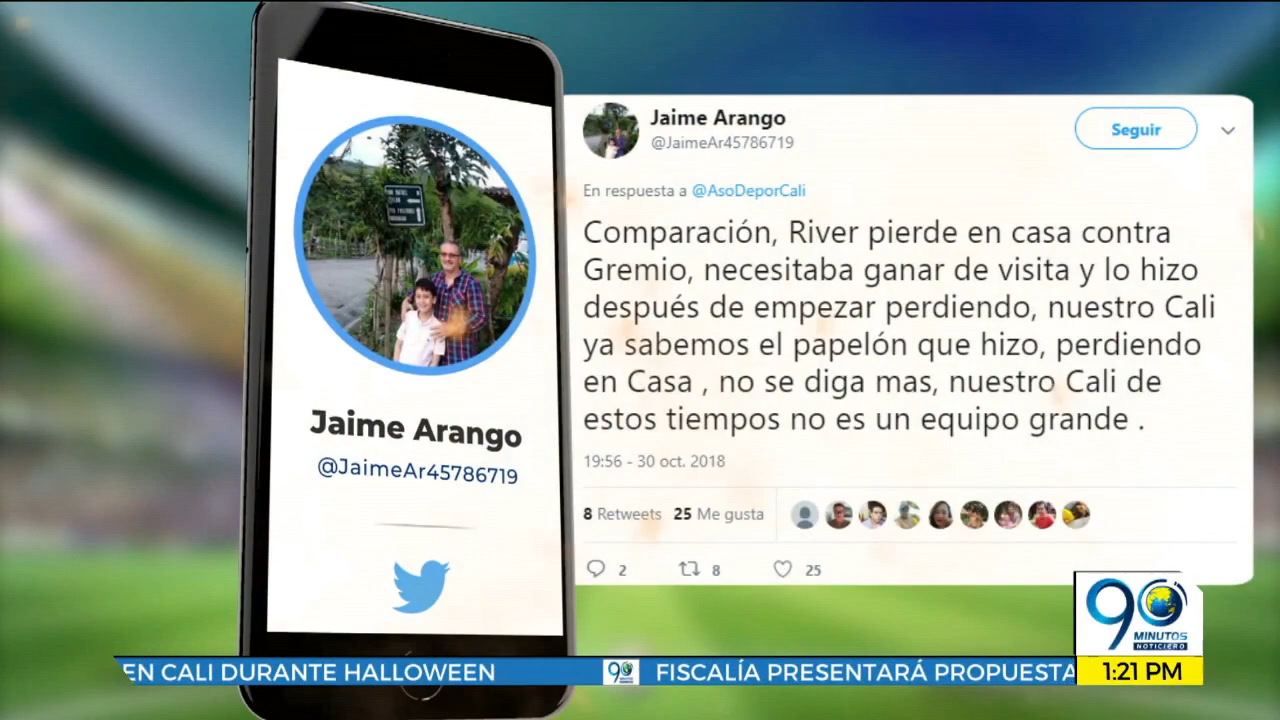 Jaime Arango
@JaimeAr45786719
Jaime Arango
@JaimeAr45786719
Seguir
En respuesta a @AsoDeporCali
Comparación, River pierde en casa contra
Gremio, necesitaba ganar de visita y lo hizo
después de empezar perdiendo, nuestro Cali
ya sabemos el papelón que hizo, perdiendo
en Casa , no se diga mas, nuestro Cali de
estos tiempos no es un equipo grande .
19:56 - 30 oct. 2018
8 Retweets 25 Me gusta
2 8 25
90
MINUTOS
NOTICIERO
EN CALI DURANTE HALLOWEEN 90 FISCALÍA PRESENTARÁ PROPUESTA
1:21 PM